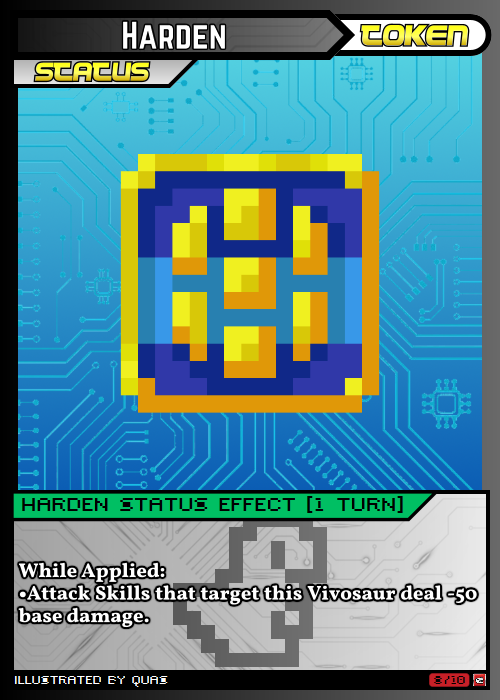 HARDEN
TOKEN
STATUS
HARDEN STATUS EFFECT [1 TURN]
While Applied:
•Attack Skills that target this Vivosaur deal -50
base damage.
ILLUSTRATED BY QUAS
8/10